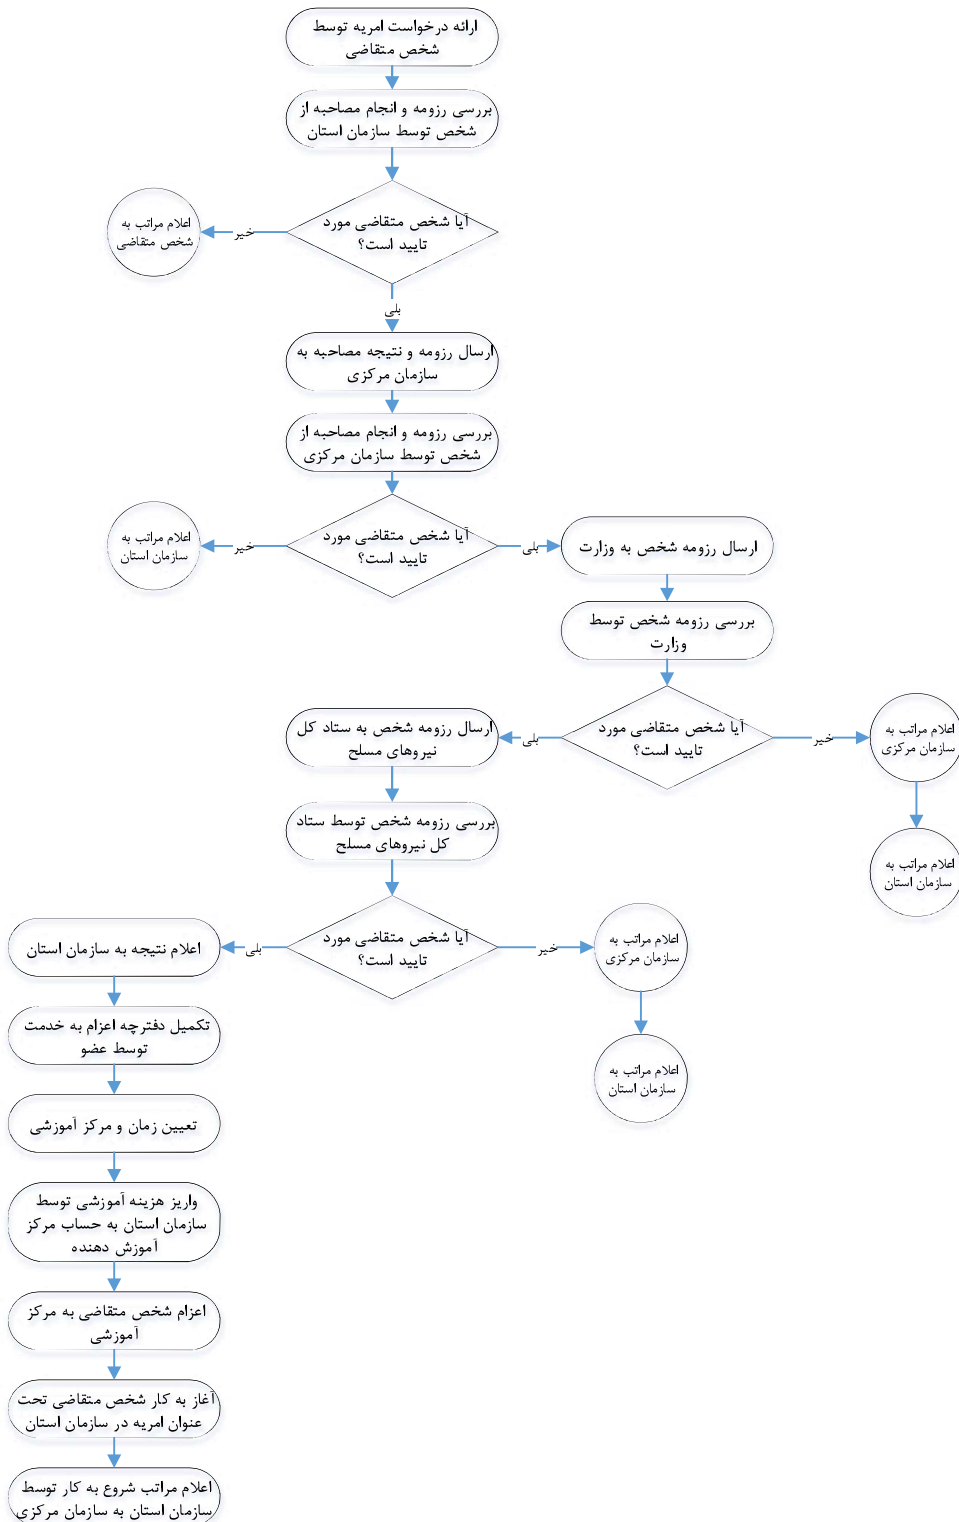 ارائه درخواست امریه توسط
شخص متقاضی
بررسی رزومه و انجام مصاحبه از
شخص توسط سازمان استان
آیا شخص متقاضی مورد
تایید است؟
خیر
اعلام مراتب به
شخص متقاضی
بلی
ارسال رزومه و نتیجه مصاحبه به
سازمان مرکزی
بررسی رزومه و انجام مصاحبه از
شخص توسط سازمان مرکزی
آیا شخص متقاضی مورد
تایید است؟
خیر
اعلام مراتب به
سازمان استان
بلی
ارسال رزومه شخص به وزارت
بررسی رزومه شخص توسط
وزارت
آیا شخص متقاضی مورد
تایید است؟
خیر
اعلام مراتب به
سازمان مرکزی
اعلام مراتب به
سازمان استان
بلی
ارسال رزومه شخص به ستاد کل
نیروهای مسلح
بررسی رزومه شخص توسط ستاد
کل نیروهای مسلح
آیا شخص متقاضی مورد
تایید است؟
خیر
اعلام مراتب به
سازمان مرکزی
اعلام مراتب به
سازمان استان
بلی
اعلام نتیجه به سازمان استان
تکمیل دفترچه اعزام به خدمت
توسط عضو
تعیین زمان و مرکز آموزشی
واریز هزینه آموزشی توسط
سازمان استان به حساب مرکز
آموزش دهنده
اعزام شخص متقاضی به مرکز
آموزشی
آغاز به کار شخص متقاضی تحت
عنوان امریه در سازمان استان
اعلام مراتب شروع به کار توسط
سازمان استان به سازمان مرکزی